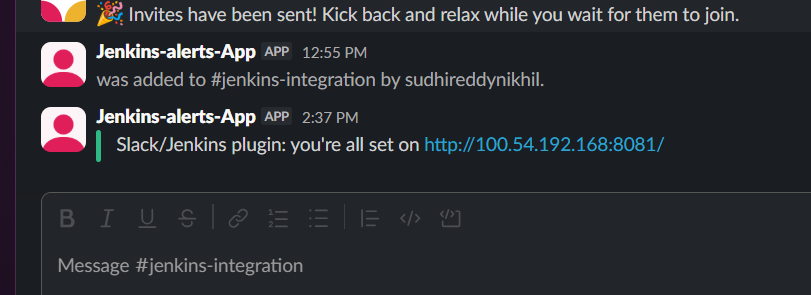 🎉 Invites have been sent! Kick back and relax while you wait for them to join.
Jenkins-alerts-App APP 12:55 PM
was added to #jenkins-integration by sudhireddynikhil.
Jenkins-alerts-App APP 2:37 PM
Slack/Jenkins plugin: you're all set on http://100.54.192.168:8081/
B I U S
Message #jenkins-integration